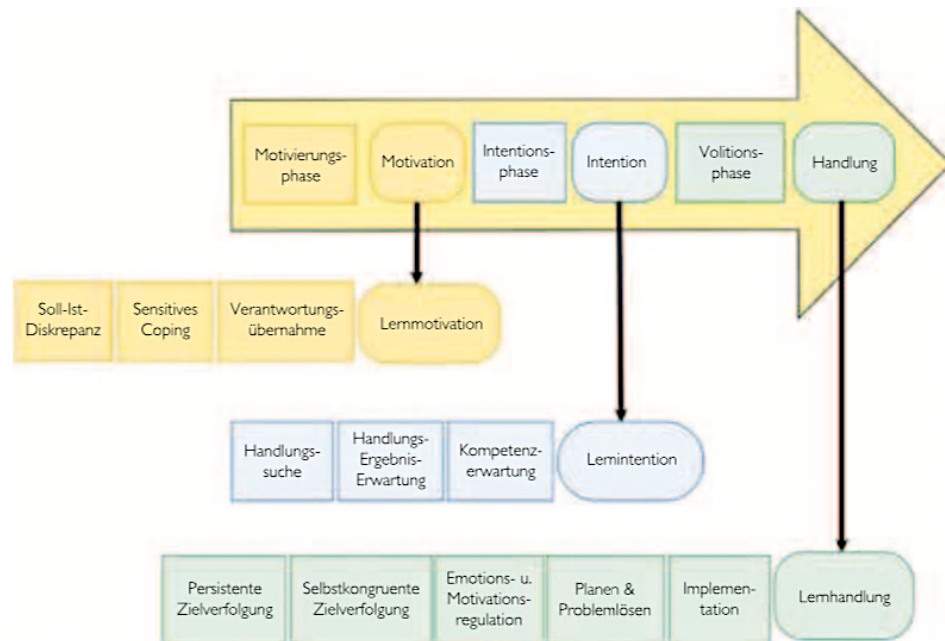 Motivierungs-
phase
Motivation
Intentions-
phase
Intention
Volitions-
phase
Handlung
Soll-Ist-
Diskrepanz
Sensitives
Coping
Verantwortungs-
übernahme
Lernmotivation
Handlungs-
suche
Handlungs-
Ergebnis-
Erwartung
Kompetenz-
erwartung
Lernintention
Persistente
Zielverfolgung
Selbstkongruente
Zielverfolgung
Emotions- u.
Motivations-
regulation
Planen &
Problemlösen
Implemen-
tation
Lernhandlung